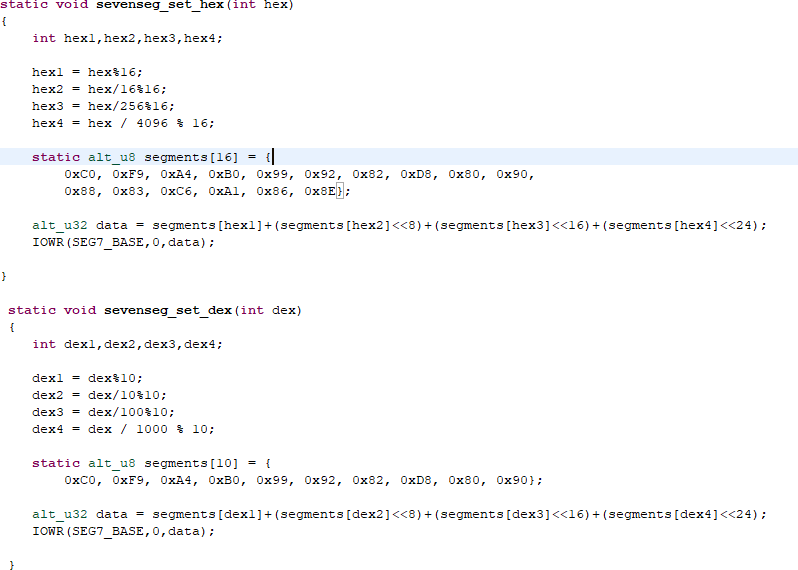 static void sevenseg_set_hex(int hex)
{
    int hex1,hex2,hex3,hex4;

    hex1 = hex%16;
    hex2 = hex/16%16;
    hex3 = hex/256%16;
    hex4 = hex / 4096 % 16;

    static alt_u8 segments[16] = {
        0xC0, 0xF9, 0xA4, 0xB0, 0x99, 0x92, 0x82, 0xD8, 0x80, 0x90,
        0x88, 0x83, 0xC6, 0xA1, 0x86, 0x8E};

    alt_u32 data = segments[hex1]+(segments[hex2]<<8)+(segments[hex3]<<16)+(segments[hex4]<<24);
    IOWR(SEG7_BASE,0,data);

}

 static void sevenseg_set_dex(int dex)
 {
    int dex1,dex2,dex3,dex4;

    dex1 = dex%10;
    dex2 = dex/10%10;
    dex3 = dex/100%10;
    dex4 = dex / 1000 % 10;

    static alt_u8 segments[10] = {
        0xC0, 0xF9, 0xA4, 0xB0, 0x99, 0x92, 0x82, 0xD8, 0x80, 0x90};

    alt_u32 data = segments[dex1]+(segments[dex2]<<8)+(segments[dex3]<<16)+(segments[dex4]<<24);
    IOWR(SEG7_BASE,0,data);

 }